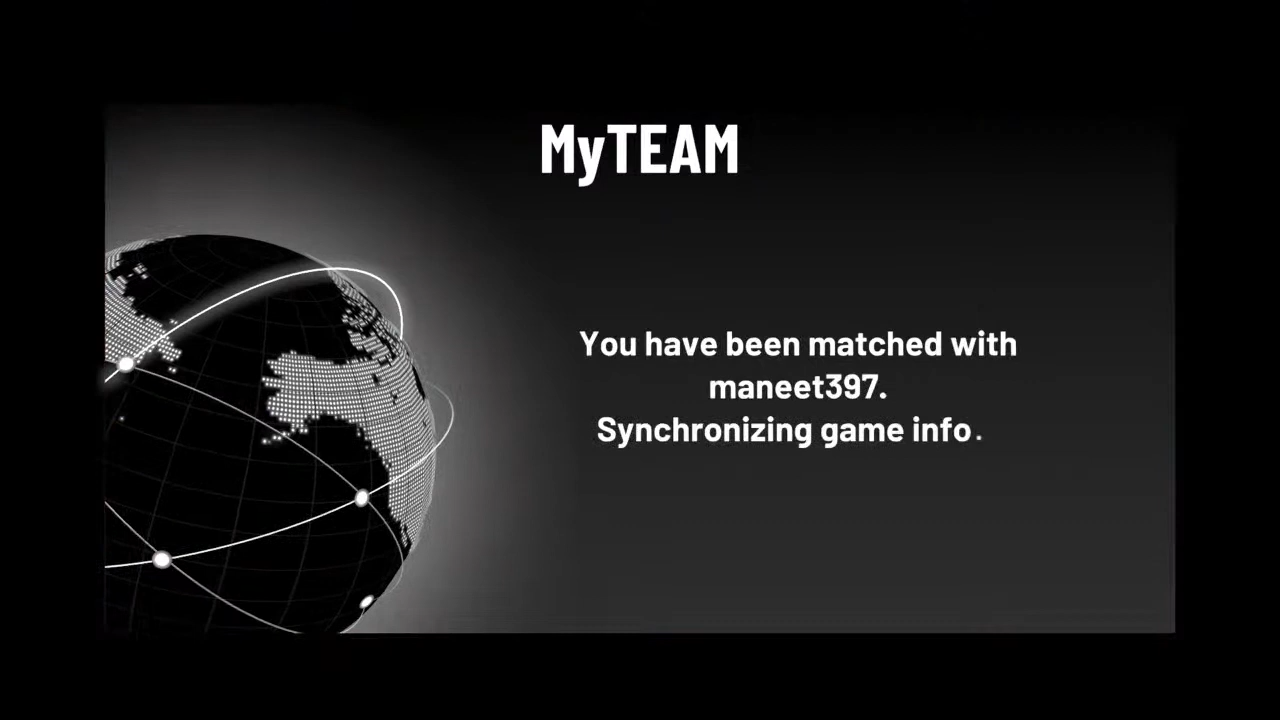 MyTEAM
You have been matched with
maneet397.
Synchronizing game info.